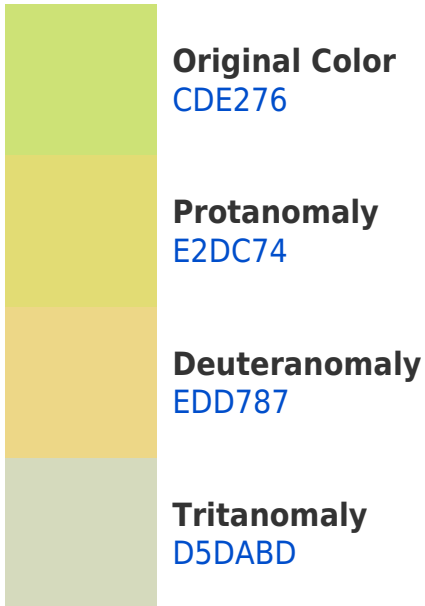 Original Color
CDE276
Protanomaly
E2DC74
Deuteranomaly
EDD787
Tritanomaly
D5DABD